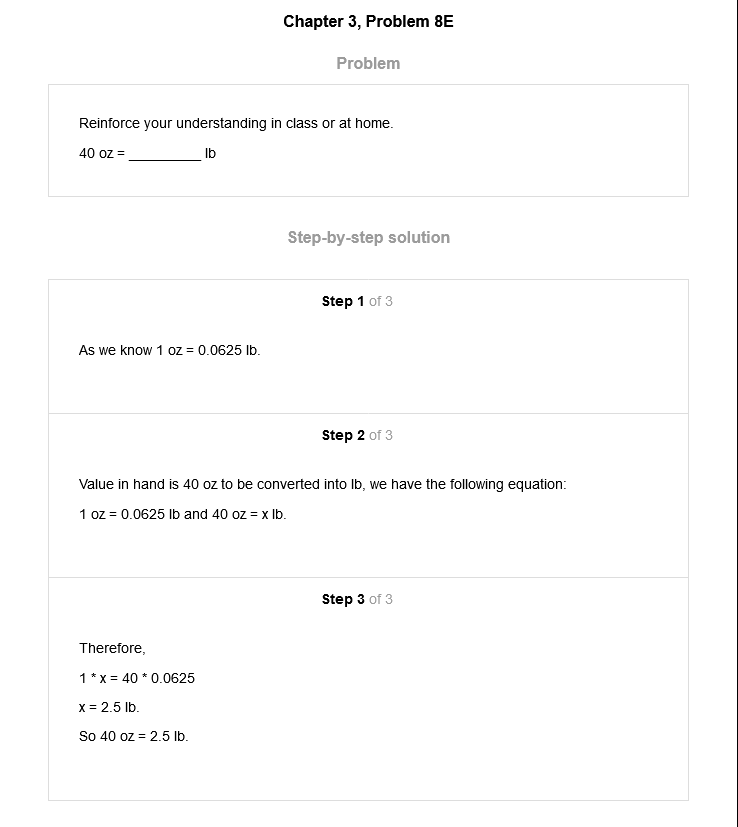 Chapter 3, Problem 8E
Problem
Reinforce your understanding in class or at home.
40 oz = _________ lb
Step-by-step solution
Step 1 of 3
As we know 1 oz = 0.0625 lb.
Step 2 of 3
Value in hand is 40 oz to be converted into lb, we have the following equation:
1 oz = 0.0625 lb and 40 oz = x lb.
Step 3 of 3
Therefore,
1 * x = 40 * 0.0625
x = 2.5 lb.
So 40 oz = 2.5 lb.